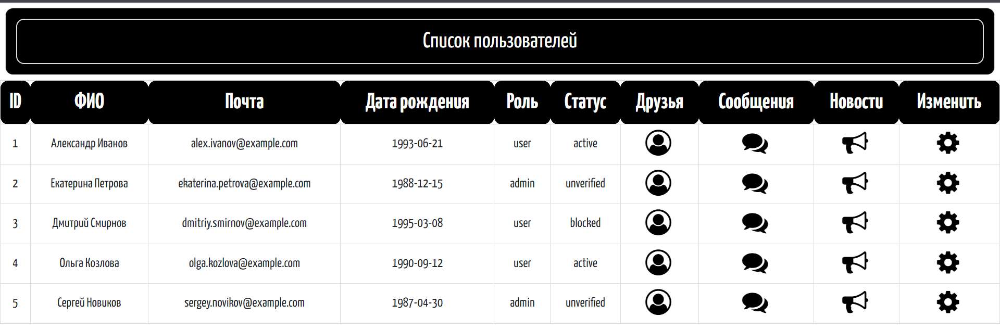 Список пользователей
ID ФИО Почта Дата рождения Роль Статус Друзья Сообщения Новости Изменить
1 Александр Иванов alex.ivanov@example.com 1993-06-21 user active
2 Екатерина Петрова ekaterina.petrova@example.com 1988-12-15 admin unverified
3 Дмитрий Смирнов dmitriy.smirnov@example.com 1995-03-08 user blocked
4 Ольга Козлова olga.kozlova@example.com 1990-09-12 user active
5 Сергей Новиков sergey.novikov@example.com 1987-04-30 admin unverified